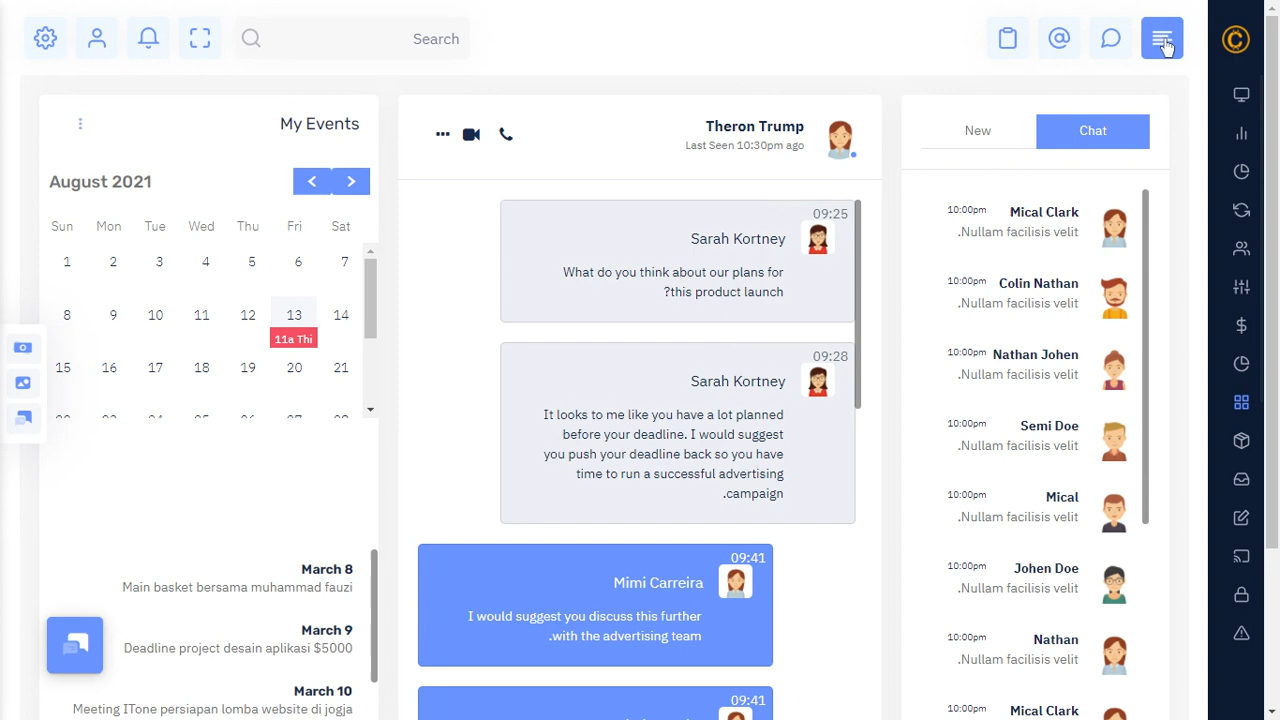 Search
My Events
August 2021
Sun Mon Tue Wed Thu Fri Sat
1 2 3 4 5 6 7
8 9 10 11 12 13 14
11a Thi
15 16 17 18 19 20 21
March 8
Main basket bersama muhammad fauzi
March 9
Deadline project desain aplikasi $5000
March 10
Meeting ITone persiapan lomba website di jogja
Theron Trump
Last Seen 10:30pm ago
09:25
Sarah Kortney
What do you think about our plans for
?this product launch
09:28
Sarah Kortney
It looks to me like you have a lot planned
before your deadline. I would suggest
you push your deadline back so you have
time to run a successful advertising
.campaign
09:41
Mimi Carreira
I would suggest you discuss this further
.with the advertising team
09:41
New
Chat
10:00pm Mical Clark
.Nullam facilisis velit
10:00pm Colin Nathan
.Nullam facilisis velit
10:00pm Nathan Johen
.Nullam facilisis velit
10:00pm Semi Doe
.Nullam facilisis velit
10:00pm Mical
.Nullam facilisis velit
10:00pm Johen Doe
.Nullam facilisis velit
10:00pm Nathan
.Nullam facilisis velit
10:00pm Mical Clark